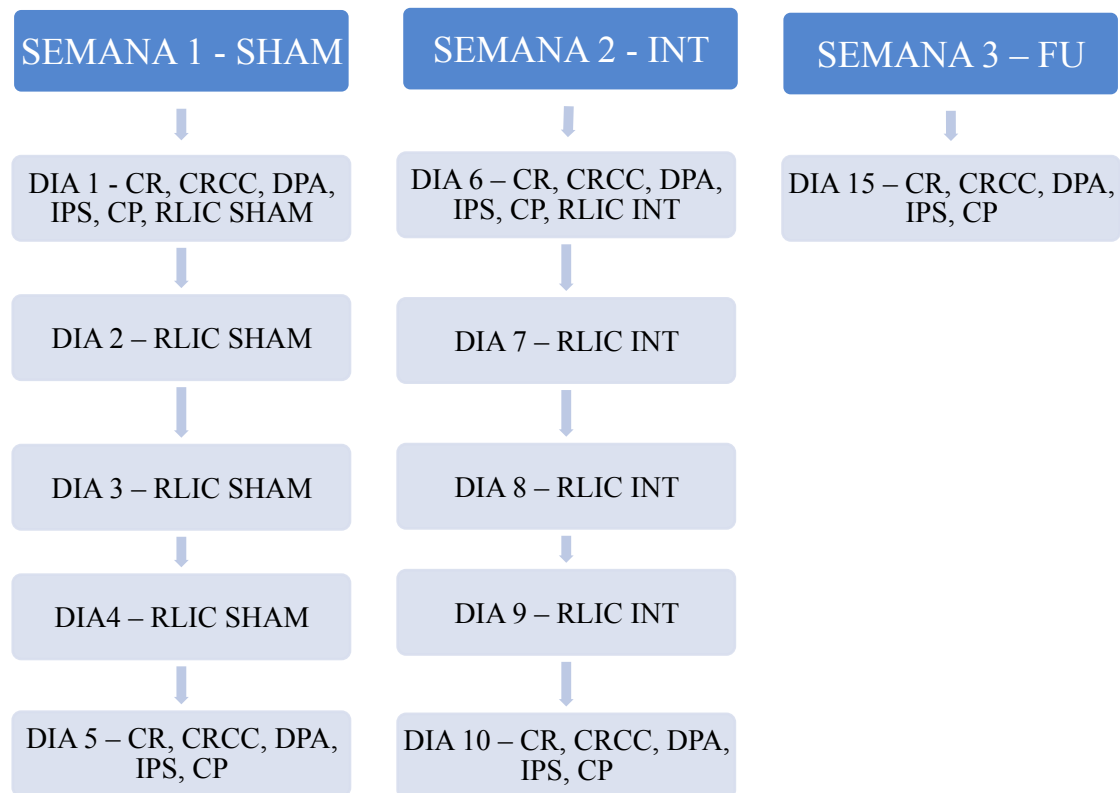 SEMANA 1 - SHAM
DIA 1 - CR, CRCC, DPA,
IPS, CP, RLIC SHAM
DIA 2 – RLIC SHAM
DIA 3 – RLIC SHAM
DIA4 – RLIC SHAM
DIA 5 – CR, CRCC, DPA,
IPS, CP
SEMANA 2 - INT
DIA 6 – CR, CRCC, DPA,
IPS, CP, RLIC INT
DIA 7 – RLIC INT
DIA 8 – RLIC INT
DIA 9 – RLIC INT
DIA 10 – CR, CRCC, DPA,
IPS, CP
SEMANA 3 – FU
DIA 15 – CR, CRCC, DPA,
IPS, CP